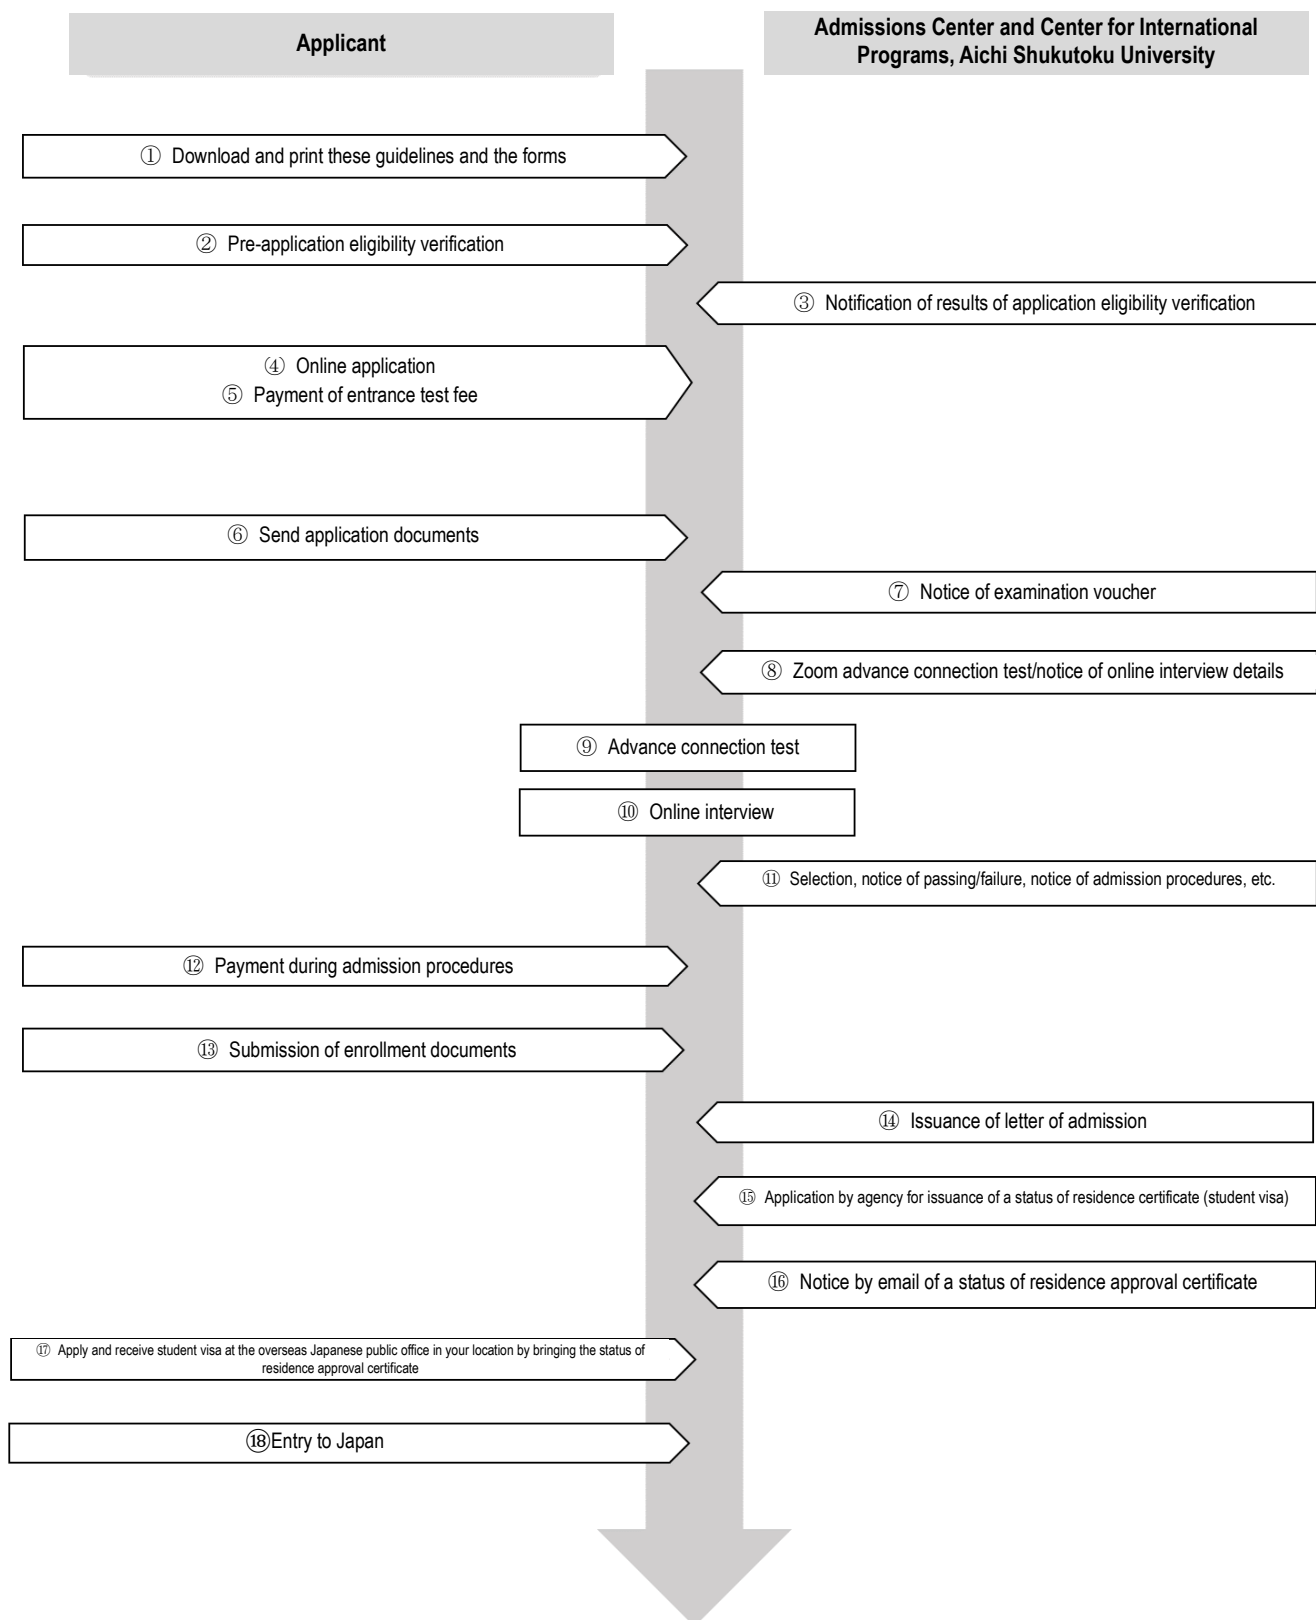 Applicant
Admissions Center and Center for International
Programs, Aichi Shukutoku University
① Download and print these guidelines and the forms
② Pre-application eligibility verification
③ Notification of results of application eligibility verification
④ Online application
⑤ Payment of entrance test fee
⑥ Send application documents
⑦ Notice of examination voucher
⑧ Zoom advance connection test/notice of online interview details
⑨ Advance connection test
⑩ Online interview
⑪ Selection, notice of passing/failure, notice of admission procedures, etc.
⑫ Payment during admission procedures
⑬ Submission of enrollment documents
⑭ Issuance of letter of admission
⑮ Application by agency for issuance of a status of residence certificate (student visa)
⑯ Notice by email of a status of residence approval certificate
⑰ Apply and receive student visa at the overseas Japanese public office in your location by bringing the status of
residence approval certificate
⑱Entry to Japan